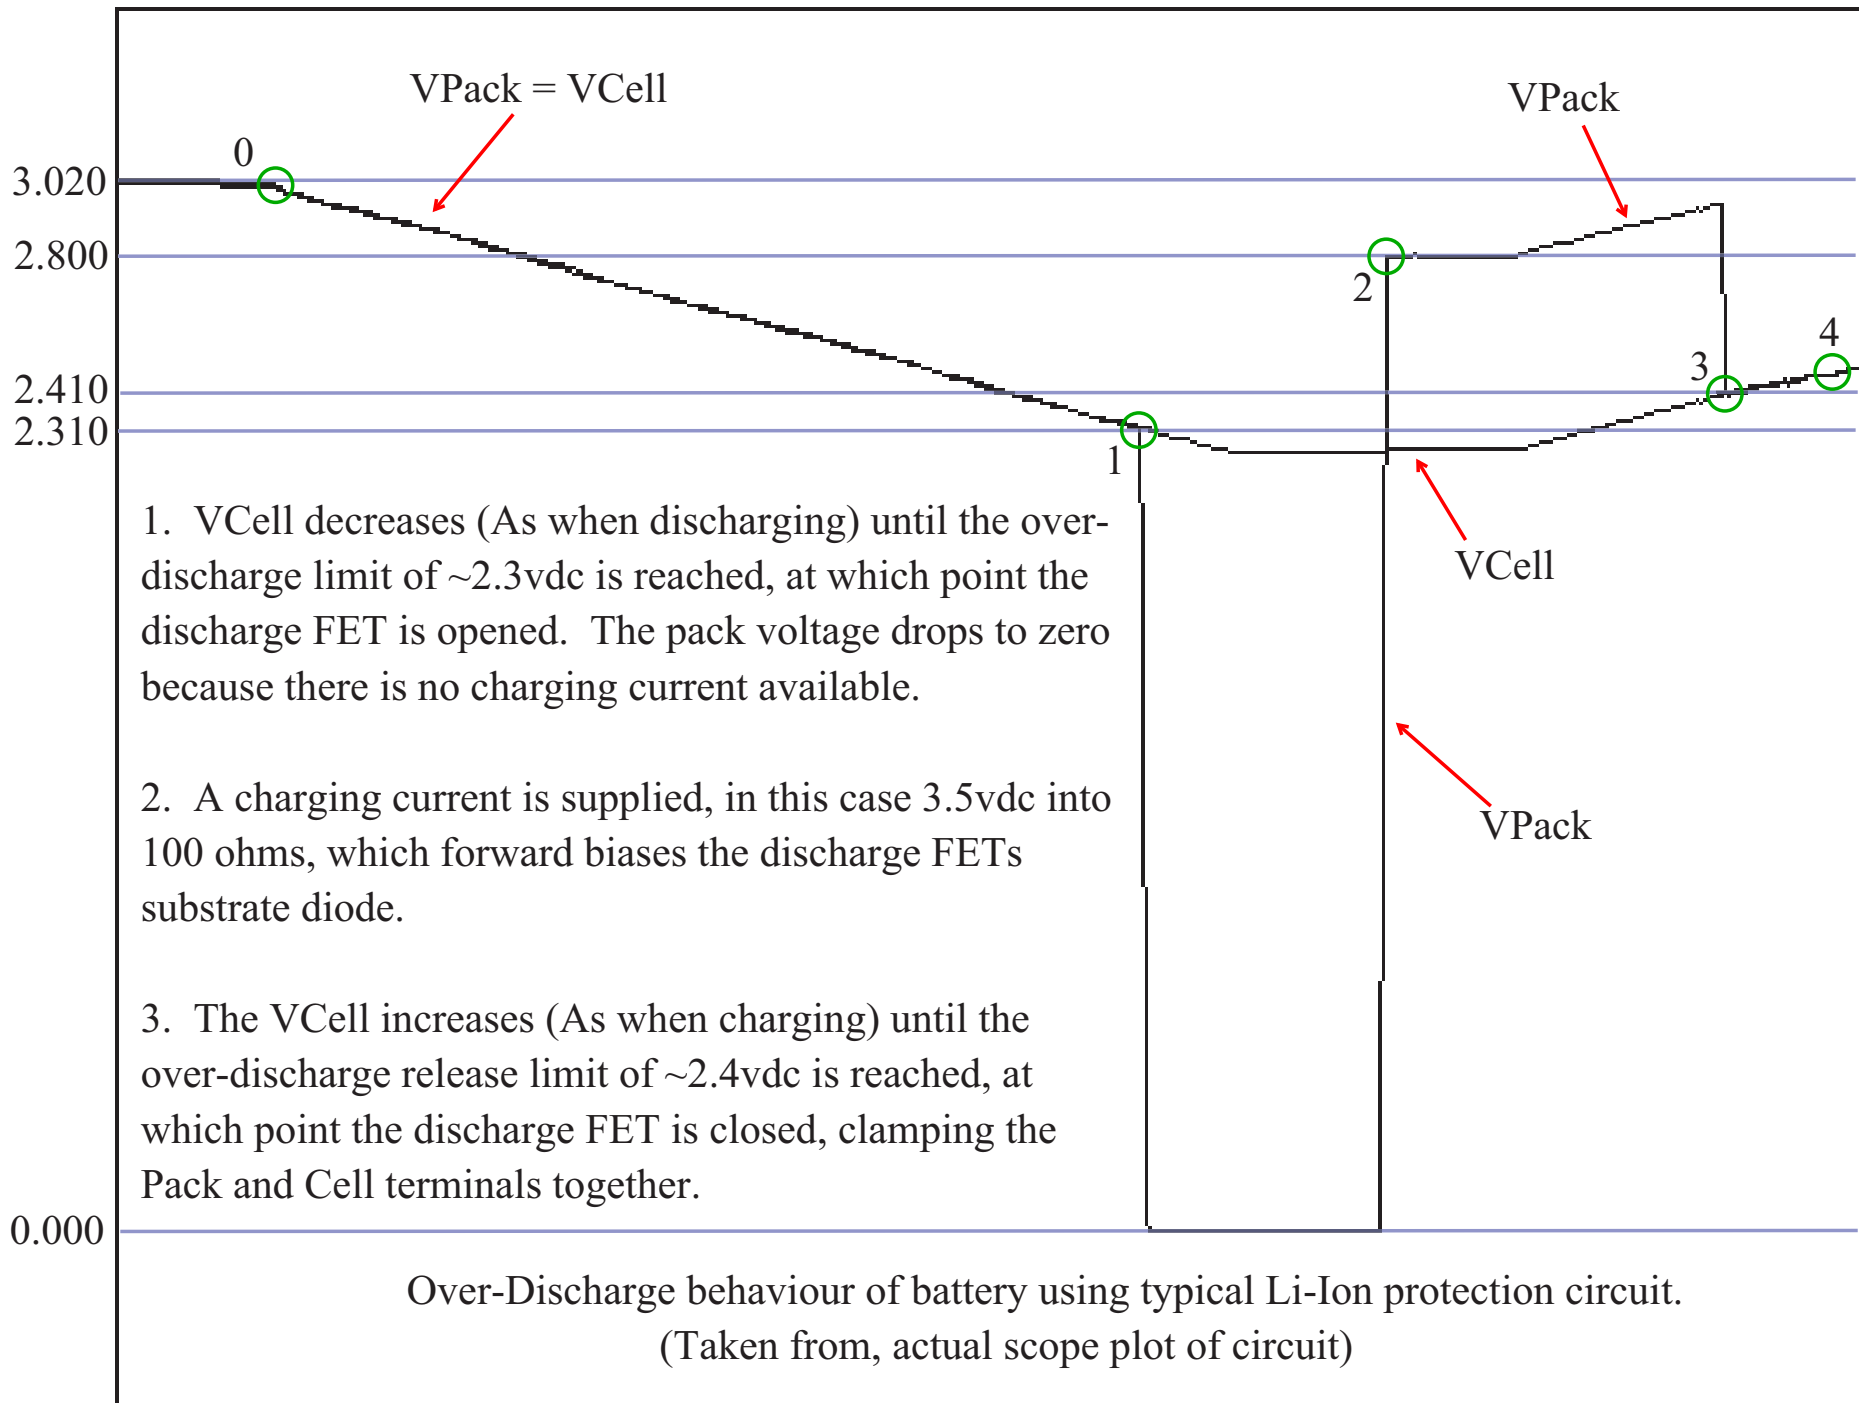 VPack = VCell
VPack
0
3.020
2.800
2
4
3
2.410
2.310
1
VCell
1.  VCell decreases (As when discharging) until the over-
discharge limit of ~2.3vdc is reached, at which point the
discharge FET is opened.  The pack voltage drops to zero
because there is no charging current available.
2.  A charging current is supplied, in this case 3.5vdc into
100 ohms, which forward biases the discharge FETs
substrate diode.
VPack
3.  The VCell increases (As when charging) until the
over-discharge release limit of ~2.4vdc is reached, at
which point the discharge FET is closed, clamping the
Pack and Cell terminals together.
0.000
Over-Discharge behaviour of battery using typical Li-Ion protection circuit.
(Taken from, actual scope plot of circuit)